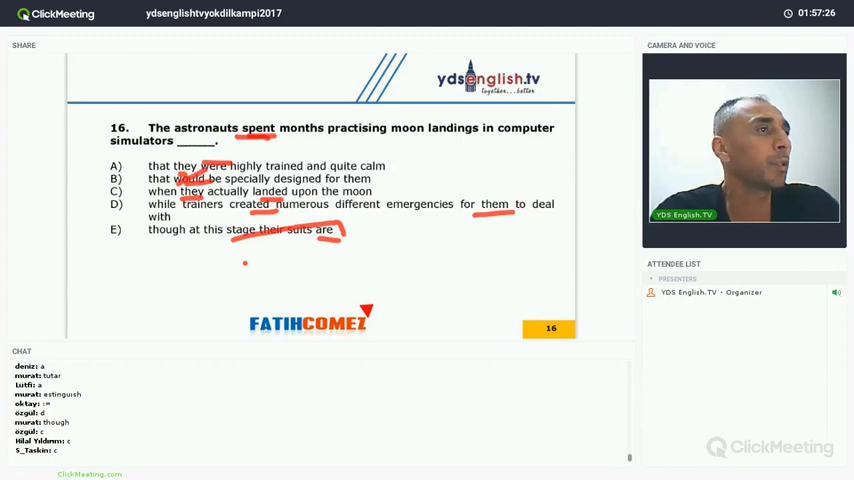 ClickMeeting
ydsenglishtvyokdilkampi2017
01:57:26
SHARE
CAMERA AND VOICE
ydsenglish.tv
together...better
16. The astronauts spent months practising moon landings in computer
simulators ______.
A) that they were highly trained and quite calm
B) that would be specially designed for them
C) when they actually landed upon the moon
D) while trainers created numerous different emergencies for them to deal
with
E) though at this stage their suits are
FATIHCOMEZ
16
YDS English.TV
ATTENDEE LIST
PRESENTERS
YDS English.TV - Organizer
CHAT
deniz: a
murat: tutar
Lütfi: a
murat: estinguish
oktay: :=
özgül: d
murat: though
özgül: c
Hilal Yıldırım: c
S_Taskin: c
ClickMeeting
ClickMeeting.com